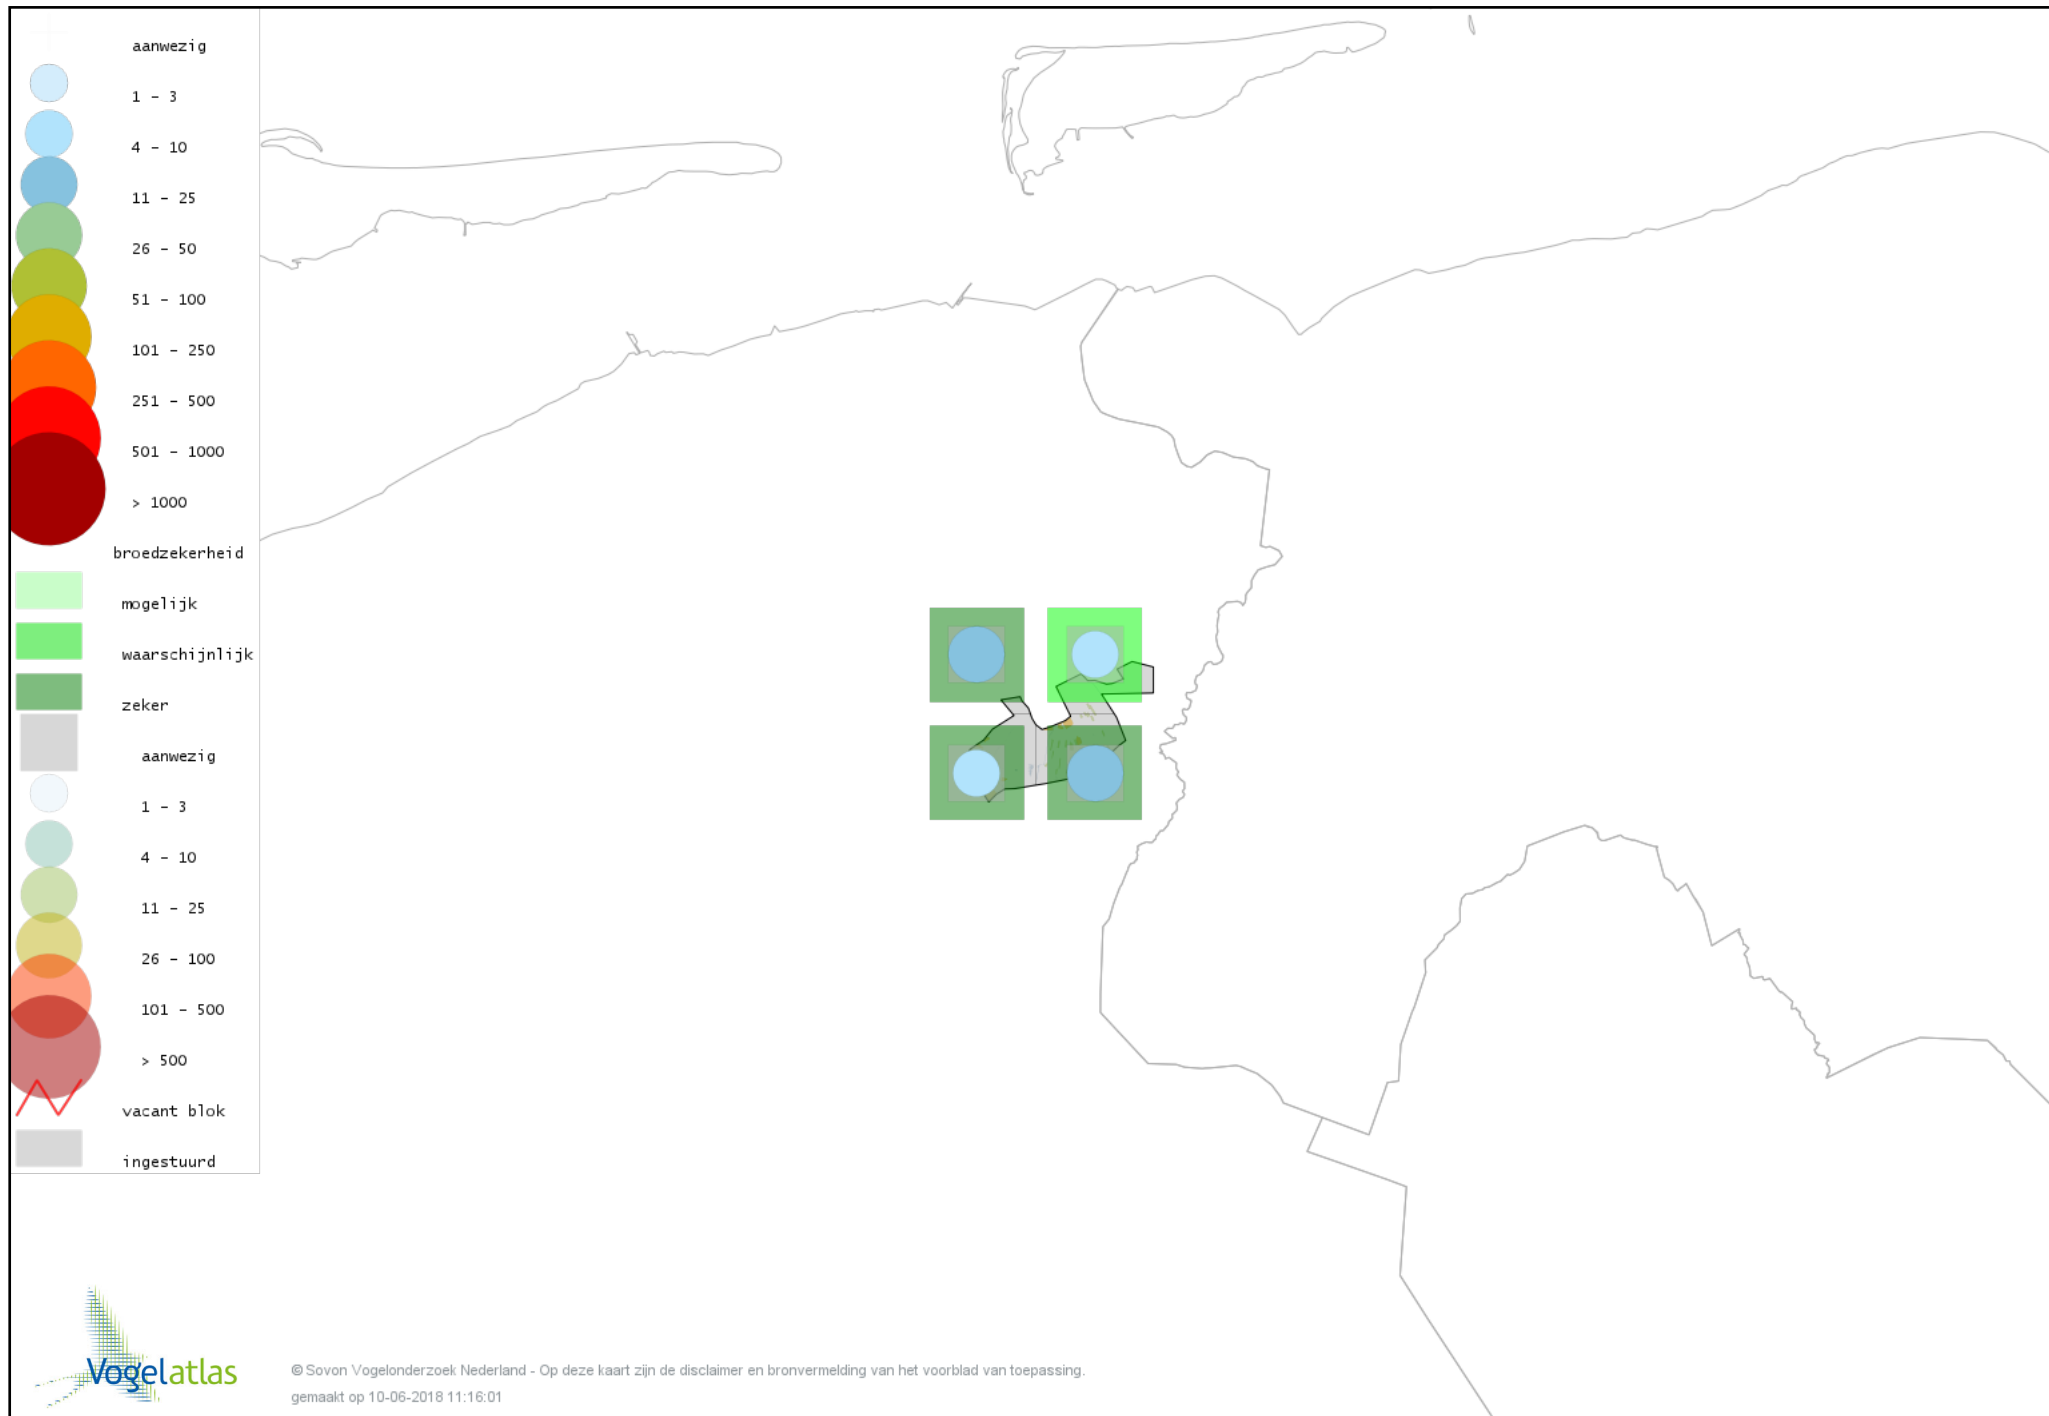 aanwezig
1 - 3
4 - 10
11 - 25
26 - 50
51 - 100
101 - 250
251 - 500
501 - 1000
> 1000
broedzekerheid
mogelijk
waarschijnlijk
zeker
aanwezig
1 - 3
4 - 10
11 - 25
26 - 100
101 - 500
> 500
vacant blok
ingestuurd
Vogelatlas
© Sovon Vogelonderzoek Nederland - Op deze kaart zijn de disclaimer en bronvermelding van het voorblad van toepassing.
gemaakt op 10-06-2018 11:16:01